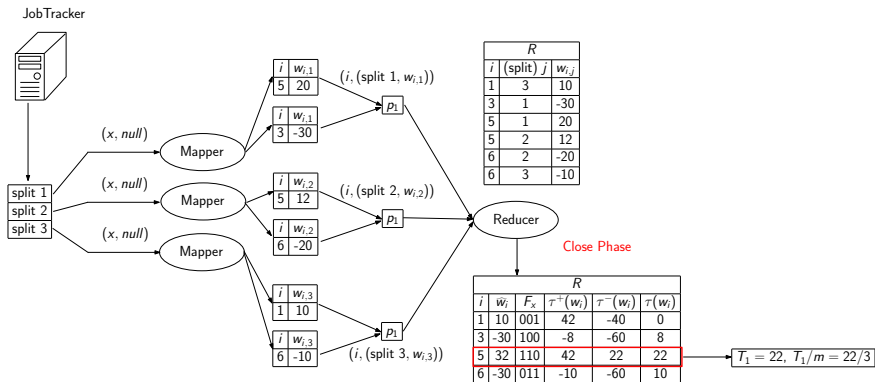 JobTracker
split 1
split 2
split 3
(x, null)
(x, null)
(x, null)
Mapper
Mapper
Mapper
i w_{i,1}
5 20
i w_{i,1}
3 -30
i w_{i,2}
5 12
i w_{i,2}
6 -20
i w_{i,3}
1 10
i w_{i,3}
6 -10
(i, (split 1, w_{i,1}))
p_1
(i, (split 2, w_{i,2}))
p_1
p_1
(i, (split 3, w_{i,3}))
R
i (split) j w_{i,j}
1 3 10
3 1 -30
5 1 20
5 2 12
6 2 -20
6 3 -10
Reducer
Close Phase
R
i ŵ_i F_x τ⁺(w_i) τ⁻(w_i) τ(w_i)
1 10 001 42 -40 0
3 -30 100 -8 -60 8
5 32 110 42 22 22
6 -30 011 -10 -60 10
T_1 = 22, T_1/m = 22/3